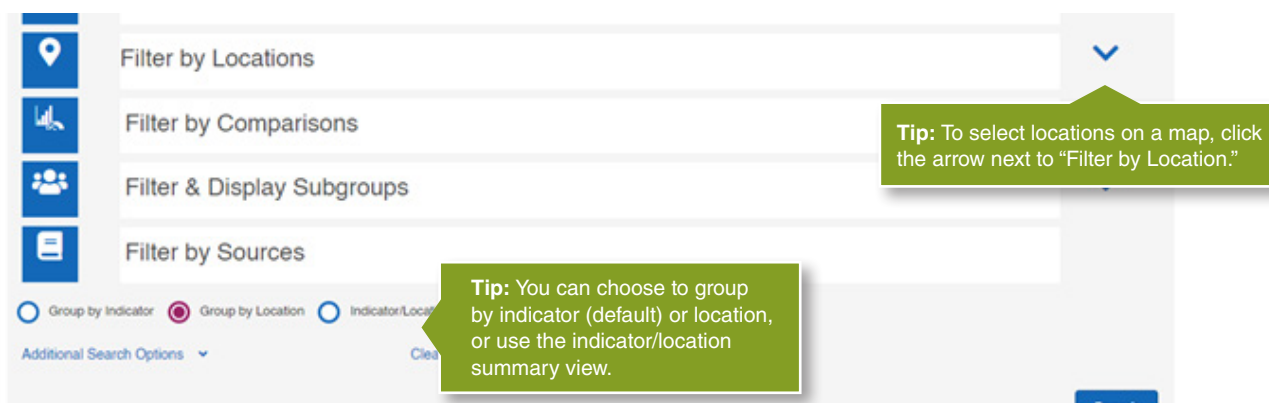 Filter by Locations
Filter by Comparisons
Tip: To select locations on a map, click
the arrow next to “Filter by Location.”
Filter & Display Subgroups
Filter by Sources
Group by Indicator Group by Location
Tip: You can choose to group
by indicator (default) or location,
or use the indicator/location
summary view.
Additional Search Options